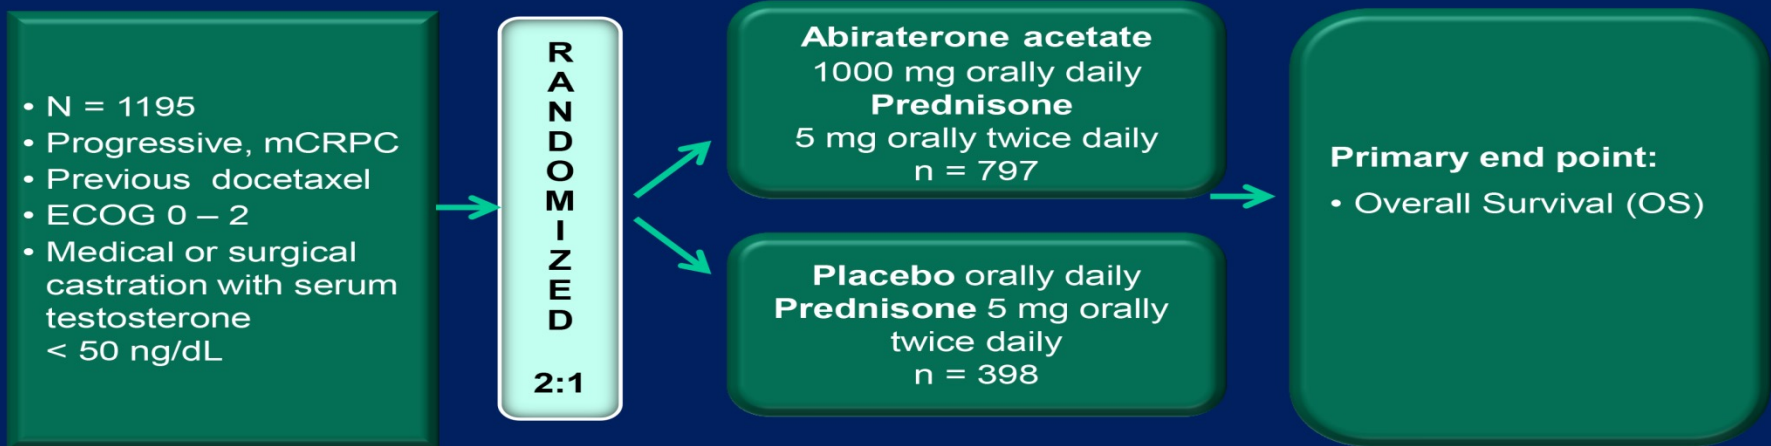 • N = 1195
• Progressive, mCRPC
• Previous docetaxel
• ECOG 0 – 2
• Medical or surgical
castration with serum
testosterone
< 50 ng/dL
RANDOMIZED
2:1
Abiraterone acetate
1000 mg orally daily
Prednisone
5 mg orally twice daily
n = 797
Placebo orally daily
Prednisone 5 mg orally
twice daily
n = 398
Primary end point:
• Overall Survival (OS)